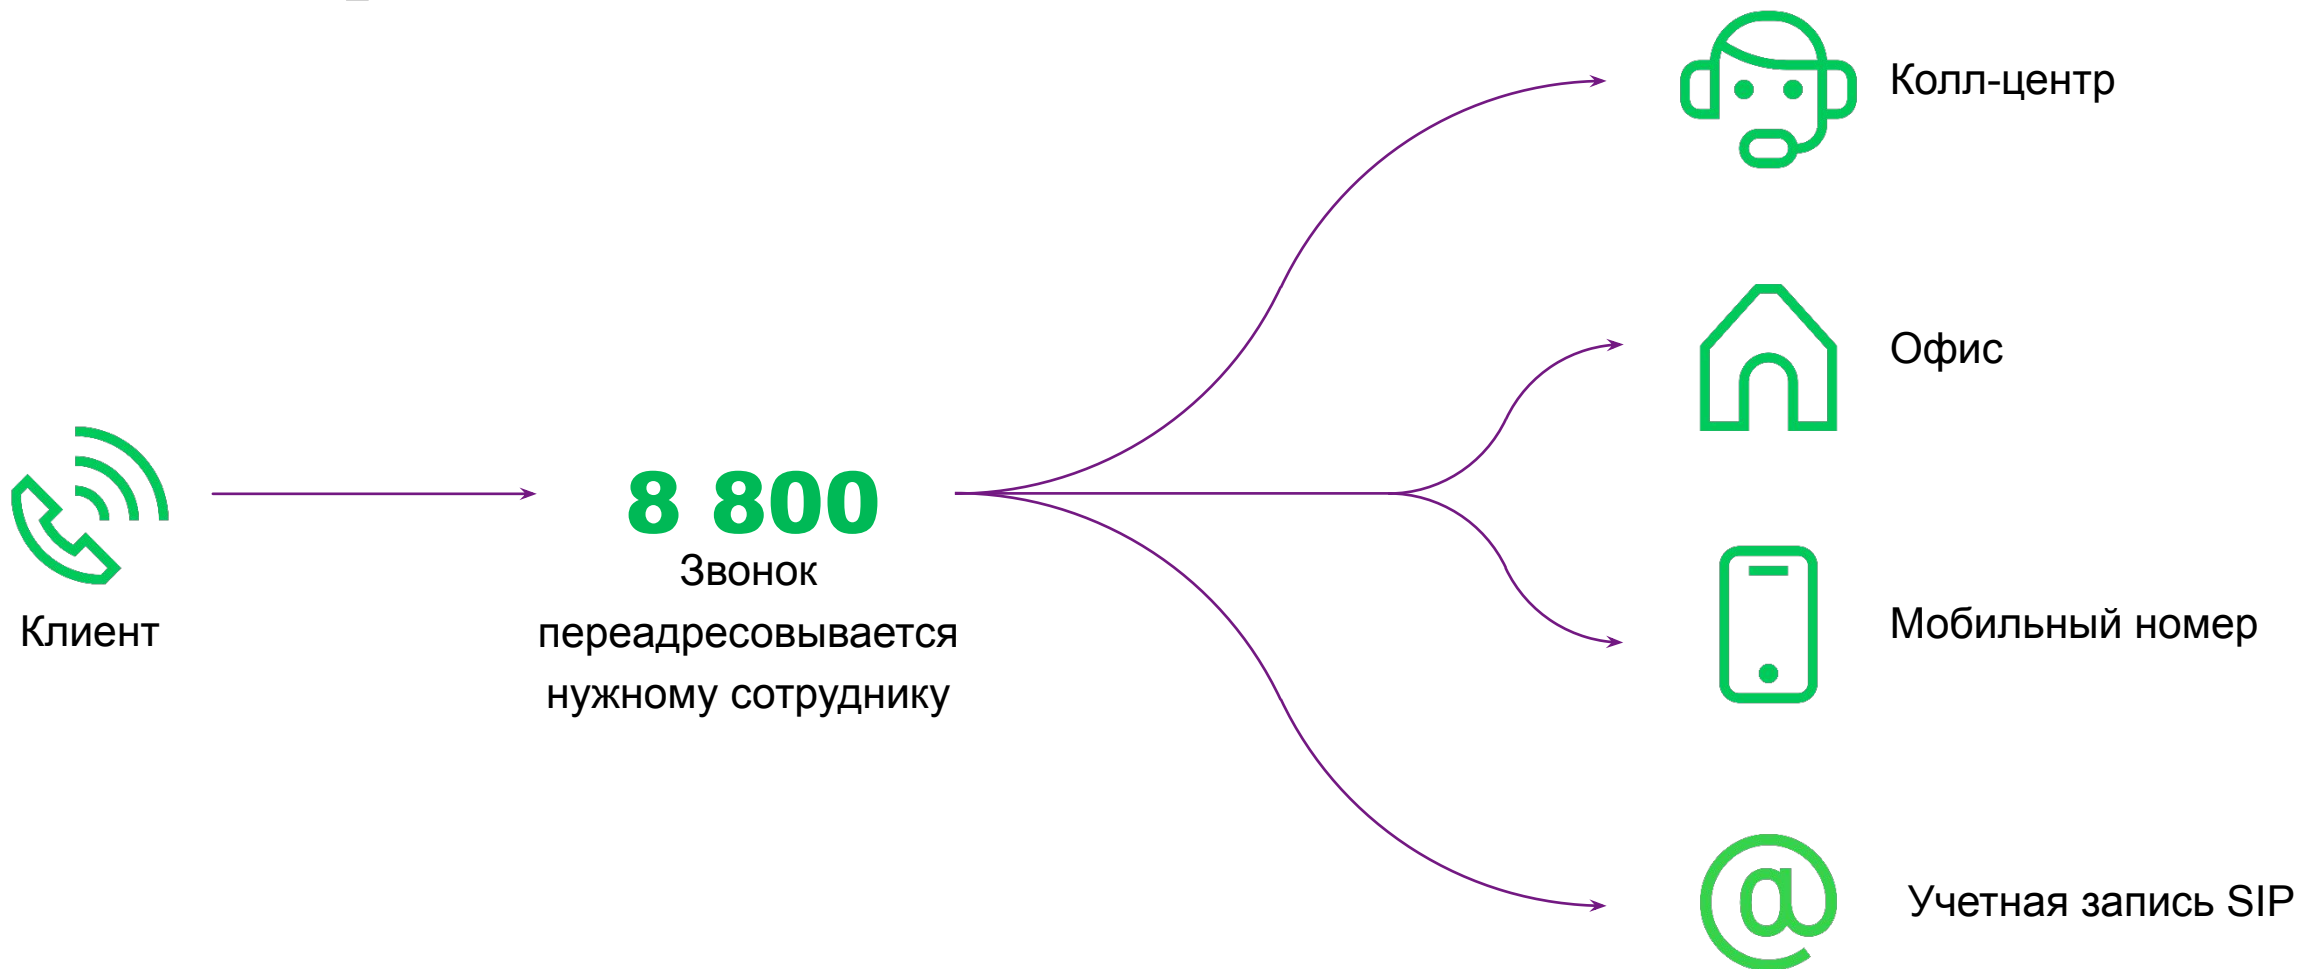 Колл-центр
Офис
8 800
Звонок
переадресовывается
нужному сотруднику
Клиент
Мобильный номер
Учетная запись SIP